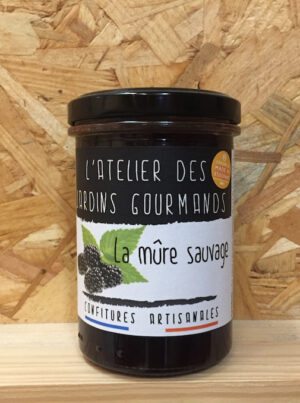 L'ATELIER DES
JARDINS GOURMANDS
La mûre sauvage
CONFITURES ARTISANALES